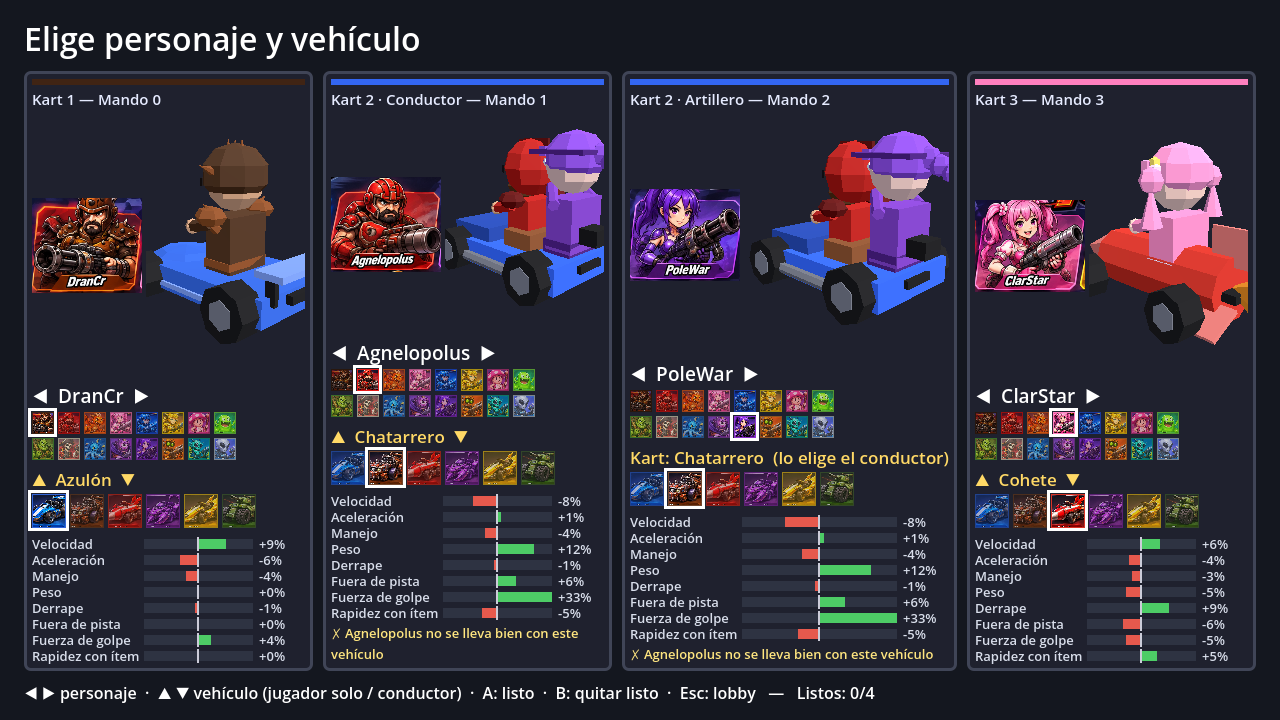 Elige personaje y vehículo
Kart 1 — Mando 0
DranCr
◀ DranCr ▶
▲ Azulón ▼
Velocidad +9%
Aceleración -6%
Manejo -4%
Peso +0%
Derrape -1%
Fuera de pista +0%
Fuerza de golpe +4%
Rapidez con ítem +0%
Kart 2 · Conductor — Mando 1
Agnelopolus
◀ Agnelopolus ▶
▲ Chatarrero ▼
Velocidad -8%
Aceleración +1%
Manejo -4%
Peso +12%
Derrape -1%
Fuera de pista +6%
Fuerza de golpe +33%
Rapidez con ítem -5%
✗ Agnelopolus no se lleva bien con este
vehículo
Kart 2 · Artillero — Mando 2
PoleWar
◀ PoleWar ▶
Kart: Chatarrero (lo elige el conductor)
Velocidad -8%
Aceleración +1%
Manejo -4%
Peso +12%
Derrape -1%
Fuera de pista +6%
Fuerza de golpe +33%
Rapidez con ítem -5%
✗ Agnelopolus no se lleva bien con este vehículo
Kart 3 — Mando 3
ClarStar
◀ ClarStar ▶
▲ Cohete ▼
Velocidad +6%
Aceleración -4%
Manejo -3%
Peso -5%
Derrape +9%
Fuera de pista -6%
Fuerza de golpe -5%
Rapidez con ítem +5%
◀ ▶ personaje · ▲ ▼ vehículo (jugador solo / conductor) · A: listo · B: quitar listo · Esc: lobby — Listos: 0/4